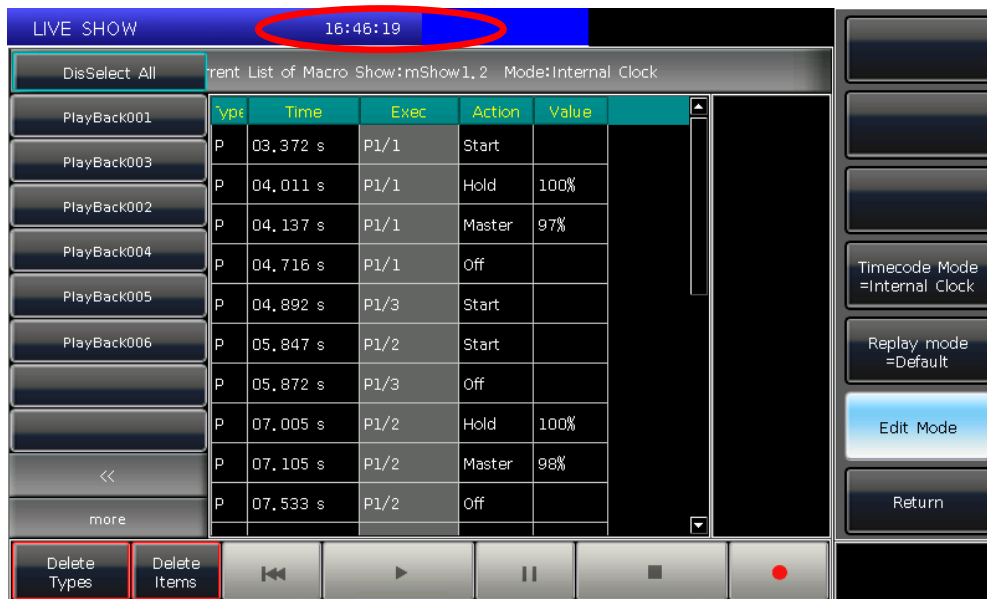 LIVE SHOW
16:46:19
DisSelect All
rrent List of Macro Show:mShow1.2 Mode:Internal Clock
PlayBack001
PlayBack003
PlayBack002
PlayBack004
PlayBack005
PlayBack006
<<
more
Type Time Exec Action Value
P 03.372 s P1/1 Start
P 04.011 s P1/1 Hold 100%
P 04.137 s P1/1 Master 97%
P 04.716 s P1/1 Off
P 04.892 s P1/3 Start
P 05.847 s P1/2 Start
P 05.872 s P1/3 Off
P 07.005 s P1/2 Hold 100%
P 07.105 s P1/2 Master 98%
P 07.533 s P1/2 Off
Timecode Mode
=Internal Clock
Replay mode
=Default
Edit Mode
Return
Delete
Types
Delete
Items